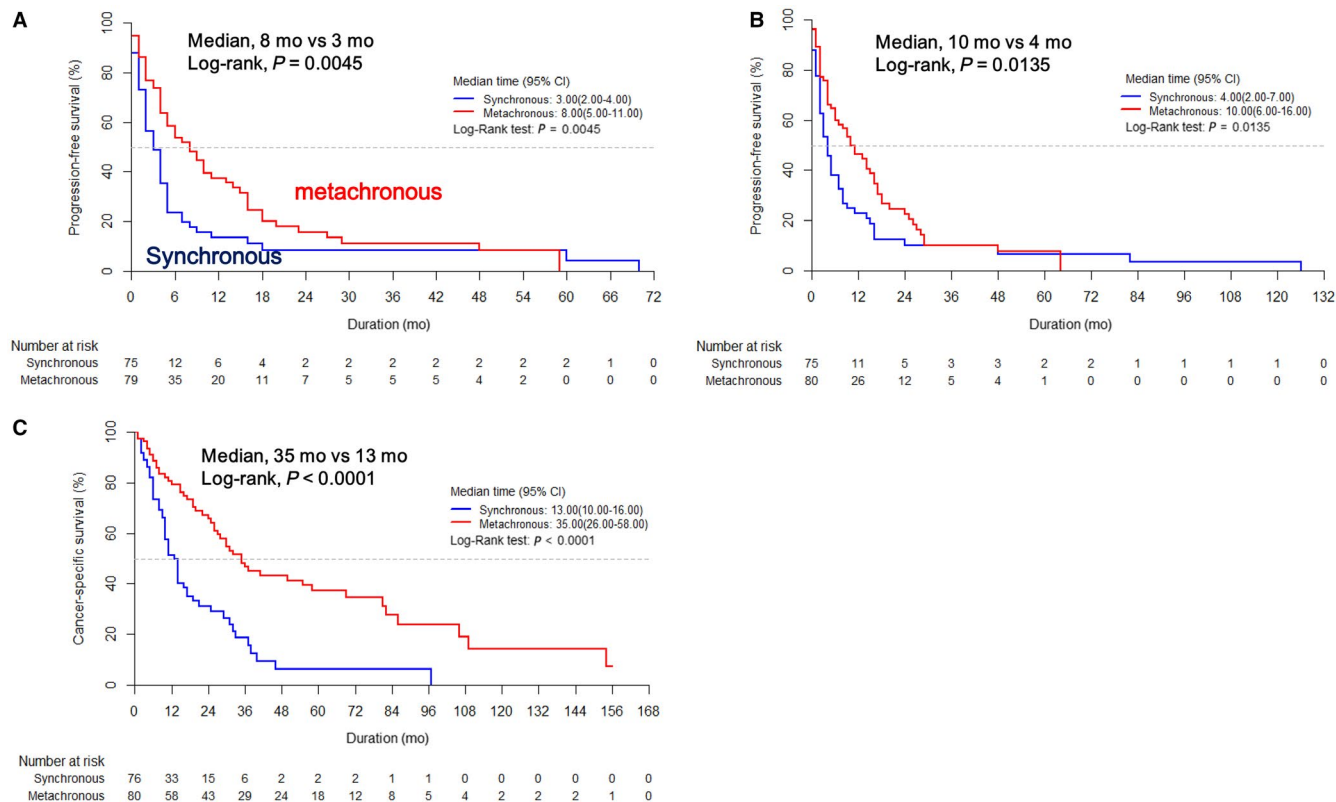 A
Median, 8 mo vs 3 mo
Log-rank, P = 0.0045
Median time (95% CI)
Synchronous: 3.00(2.00-4.00)
Metachronous: 8.00(5.00-11.00)
Log-Rank test: P = 0.0045
metachronous
Synchronous
Progression-free survival (%)
100
80
60
40
20
0
0 6 12 18 24 30 36 42 48 54 60 66 72
Duration (mo)
Number at risk
Synchronous 75 12 6 4 2 2 2 2 2 2 2 1 0
Metachronous 79 35 20 11 7 5 5 5 4 2 0 0 0
B
Median, 10 mo vs 4 mo
Log-rank, P = 0.0135
Median time (95% CI)
Synchronous: 4.00(2.00-7.00)
Metachronous: 10.00(6.00-16.00)
Log-Rank test: P = 0.0135
Progression-free survival (%)
100
80
60
40
20
0
0 12 24 36 48 60 72 84 96 108 120 132
Duration (mo)
Number at risk
Synchronous 75 11 5 3 3 2 2 1 1 1 1 0
Metachronous 80 26 12 5 4 1 0 0 0 0 0 0
C
Median, 35 mo vs 13 mo
Log-rank, P < 0.0001
Median time (95% CI)
Synchronous: 13.00(10.00-16.00)
Metachronous: 35.00(26.00-58.00)
Log-Rank test: P < 0.0001
Cancer-specific survival (%)
100
80
60
40
20
0
0 12 24 36 48 60 72 84 96 108 120 132 144 156 168
Duration (mo)
Number at risk
Synchronous 76 33 15 6 2 2 2 1 1 0 0 0 0 0 0
Metachronous 80 58 43 29 24 18 12 8 5 4 2 2 2 1 0